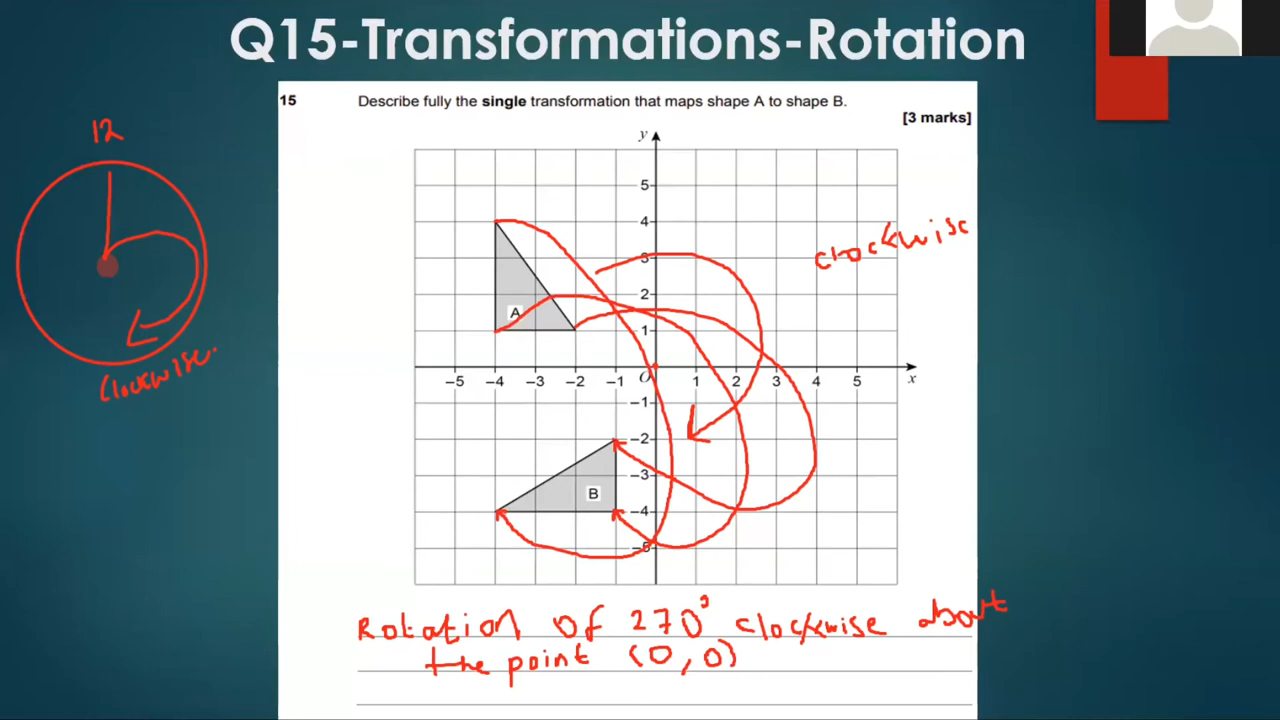 Q15-Transformations-Rotation
15 Describe fully the single transformation that maps shape A to shape B.
[3 marks]
12
clockwise.
y
5
4
3
2
1
A
clockwise
-5 -4 -3 -2 -1 O 1 2 3 4 5 x
-1
-2
-3
-4
-5
B
Rotation of 270° clockwise about
the point (0,0)